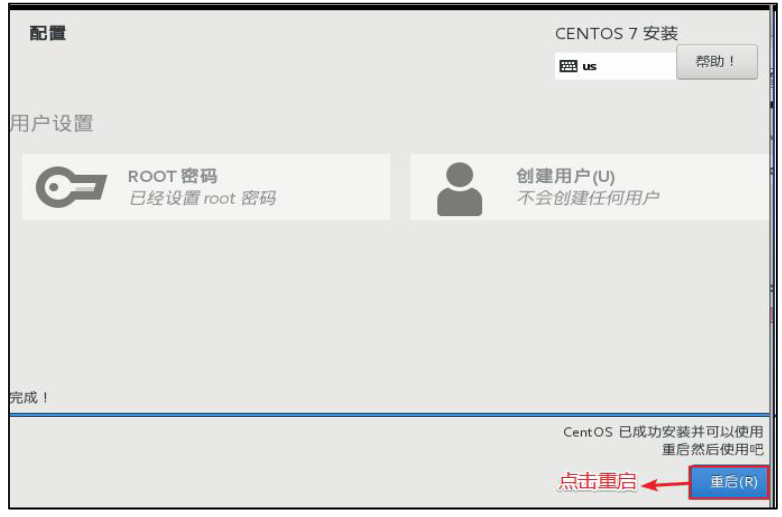 配置
CENTOS 7 安装
us
帮助！
用户设置
ROOT 密码
已经设置 root 密码
创建用户(U)
不会创建任何用户
完成！
CentOS 已成功安装并可以使用
重启然后使用吧
点击重启
重启(R)